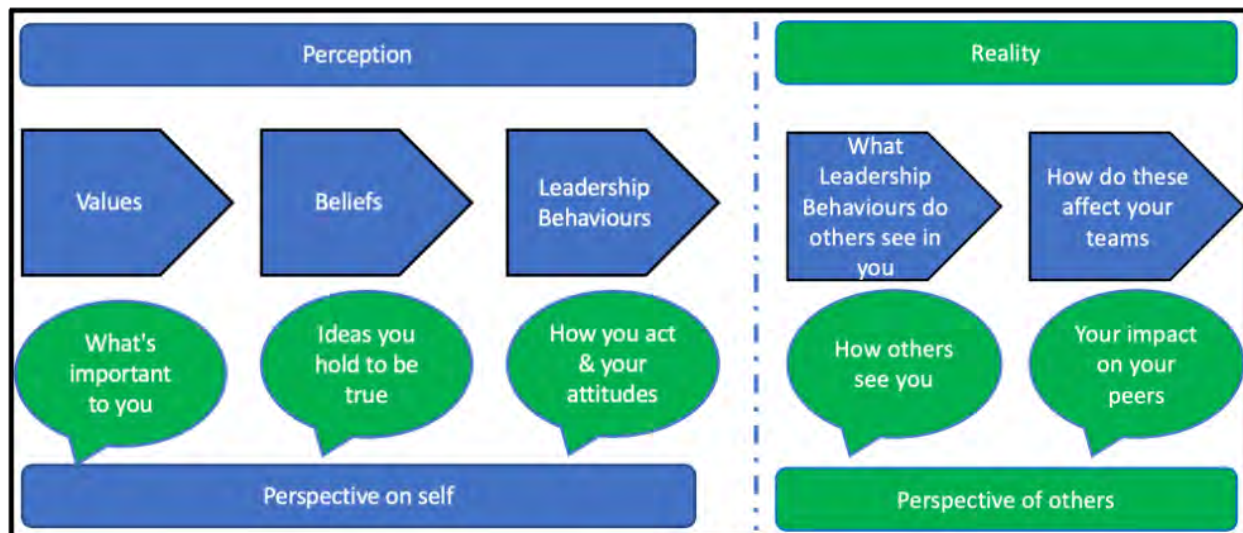 Perception
Reality
Values
Beliefs
Leadership
Behaviours
What
Leadership
Behaviours do
others see in
you
How do these
affect your
teams
What's
important
to you
Ideas you
hold to be
true
How you act
& your
attitudes
How others
see you
Your impact
on your
peers
Perspective on self
Perspective of others